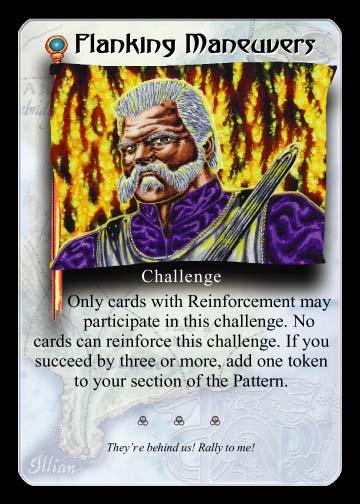 Flanking Maneuvers
Challenge
Only cards with Reinforcement may
participate in this challenge. No
cards can reinforce this challenge. If you
succeed by three or more, add one token
to your section of the Pattern.
They're behind us! Rally to me!
Illian